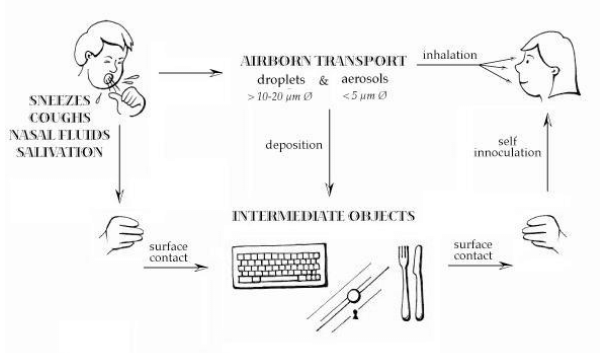 AIRBORN TRANSPORT
droplets & aerosols
> 10-20 µm Ø < 5 µm Ø
inhalation
SNEEZES
COUGHS
NASAL FLUIDS
SALIVATION
deposition
self
innoculation
INTERMEDIATE OBJECTS
surface
contact
surface
contact